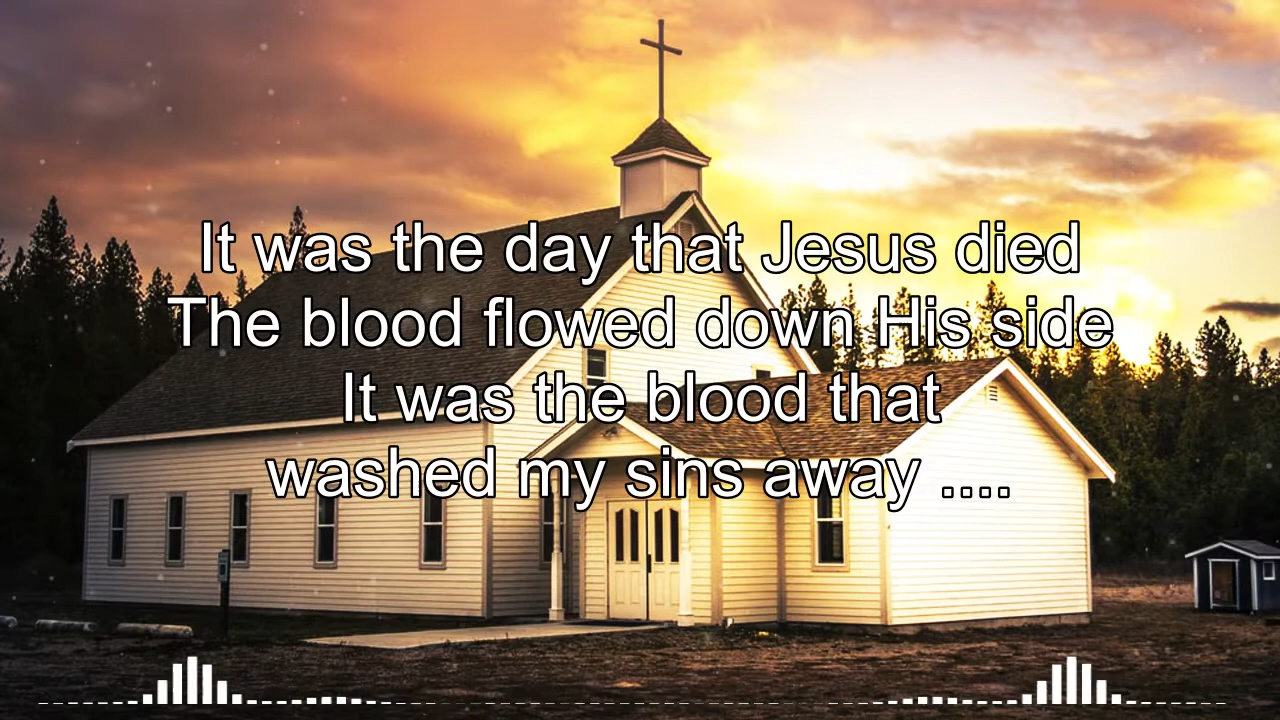 It was the day that Jesus died
The blood flowed down His side
It was the blood that
washed my sins away ....